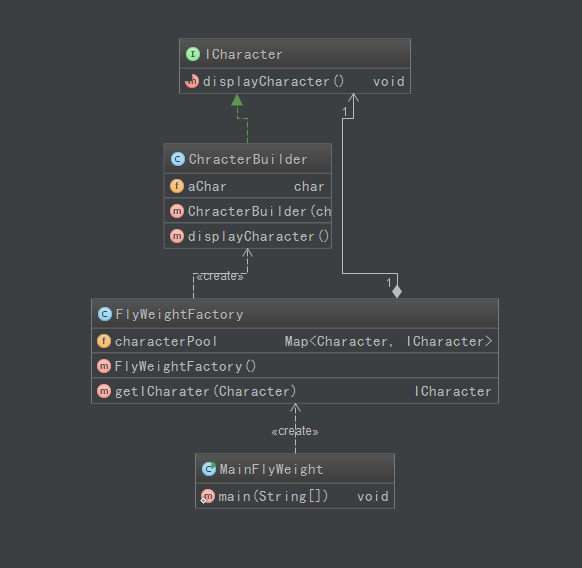 ICharacter
displayCharacter() void
1
ChracterBuilder
aChar char
ChracterBuilder(ch
displayCharacter()
«create»
1
FlyWeightFactory
characterPool Map<Character, ICharacter>
FlyWeightFactory()
getICharater(Character) ICharacter
«create»
MainFlyWeight
main(String[]) void